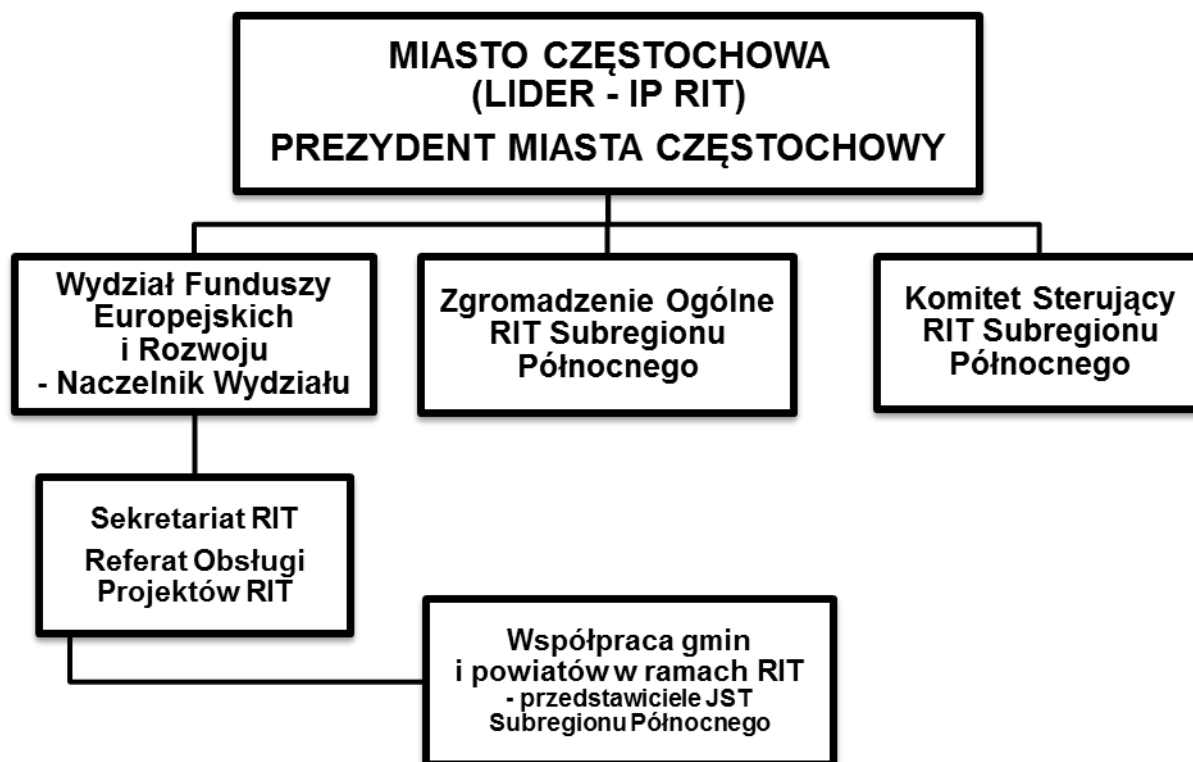 MIASTO CZĘSTOCHOWA
(LIDER - IP RIT)
PREZYDENT MIASTA CZĘSTOCHOWY
Wydział Funduszy
Europejskich
i Rozwoju
- Naczelnik Wydziału
Zgromadzenie Ogólne
RIT Subregionu
Północnego
Komitet Sterujący
RIT Subregionu
Północnego
Sekretariat RIT
Referat Obsługi
Projektów RIT
Współpraca gmin
i powiatów w ramach RIT
- przedstawiciele JST
Subregionu Północnego